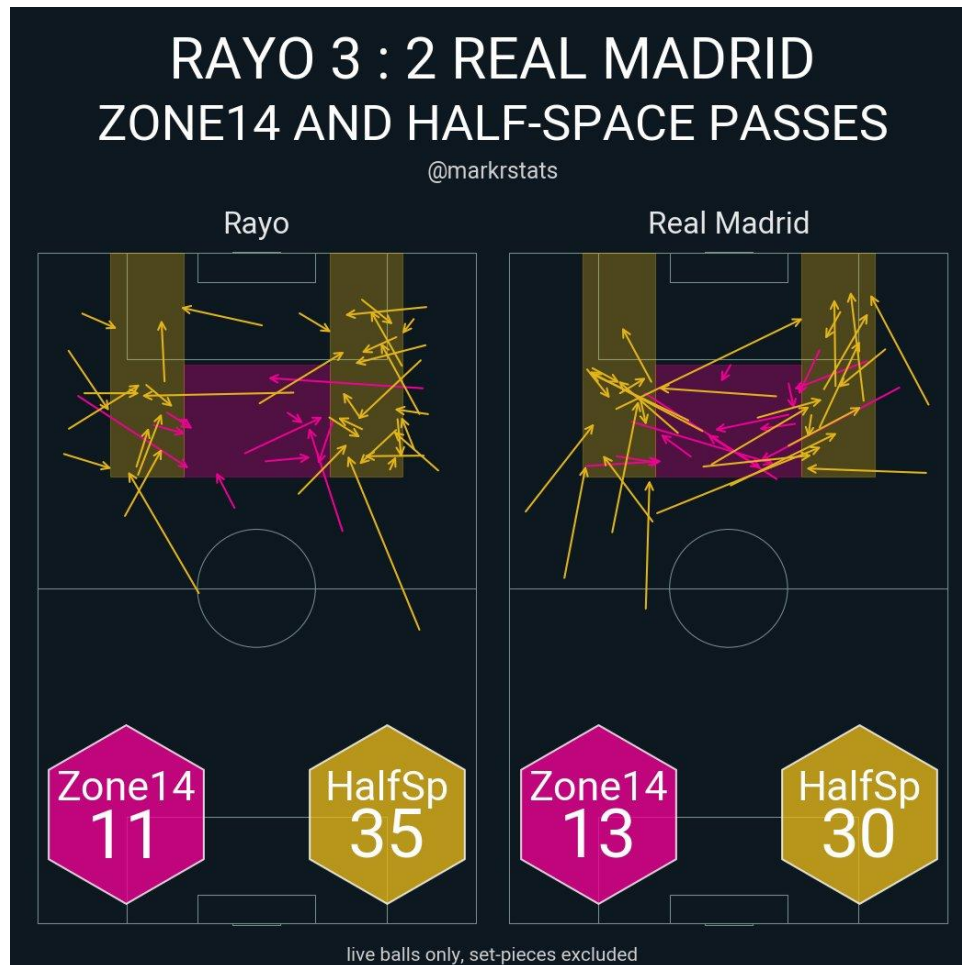 RAYO 3 : 2 REAL MADRID
ZONE14 AND HALF-SPACE PASSES
@markrstats
Rayo
Real Madrid
Zone14
11
HalfSp
35
Zone14
13
HalfSp
30
live balls only, set-pieces excluded